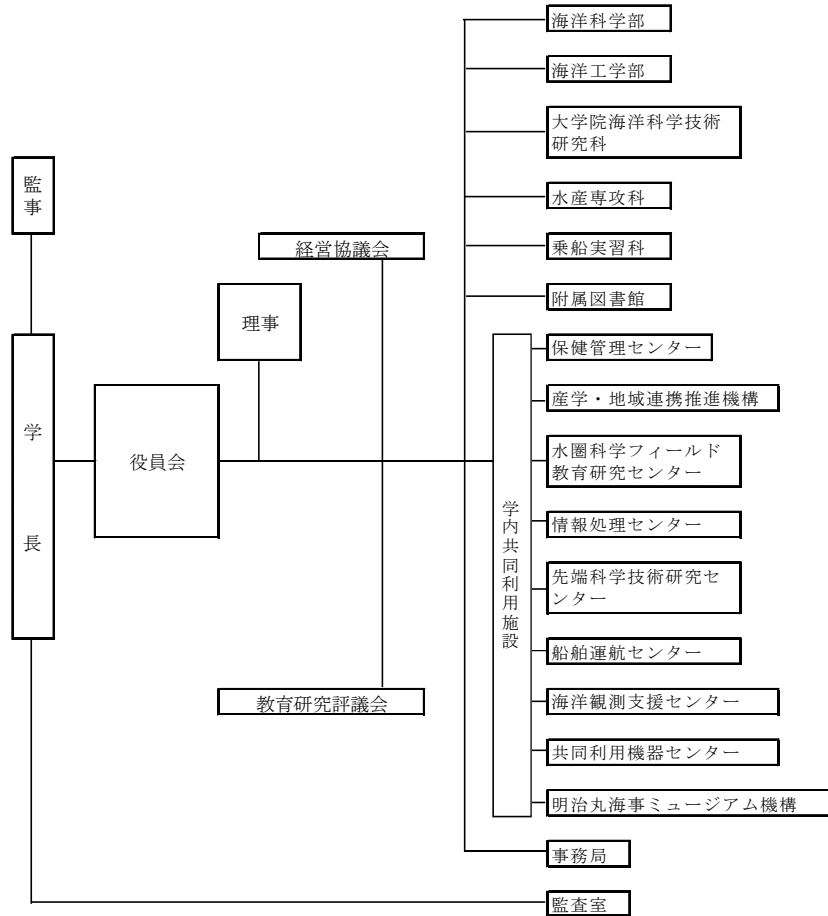 海洋科学部
海洋工学部
大学院海洋科学技術
研究科
監事
水産専攻科
経営協議会
乗船実習科
理事
附属図書館
学長
役員会
学内共同利用施設
保健管理センター
産学・地域連携推進機構
水圏科学フィールド
教育研究センター
情報処理センター
先端科学技術研究セ
ンター
船舶運航センター
教育研究評議会
海洋観測支援センター
共同利用機器センター
明治丸海事ミュージアム機構
事務局
監査室